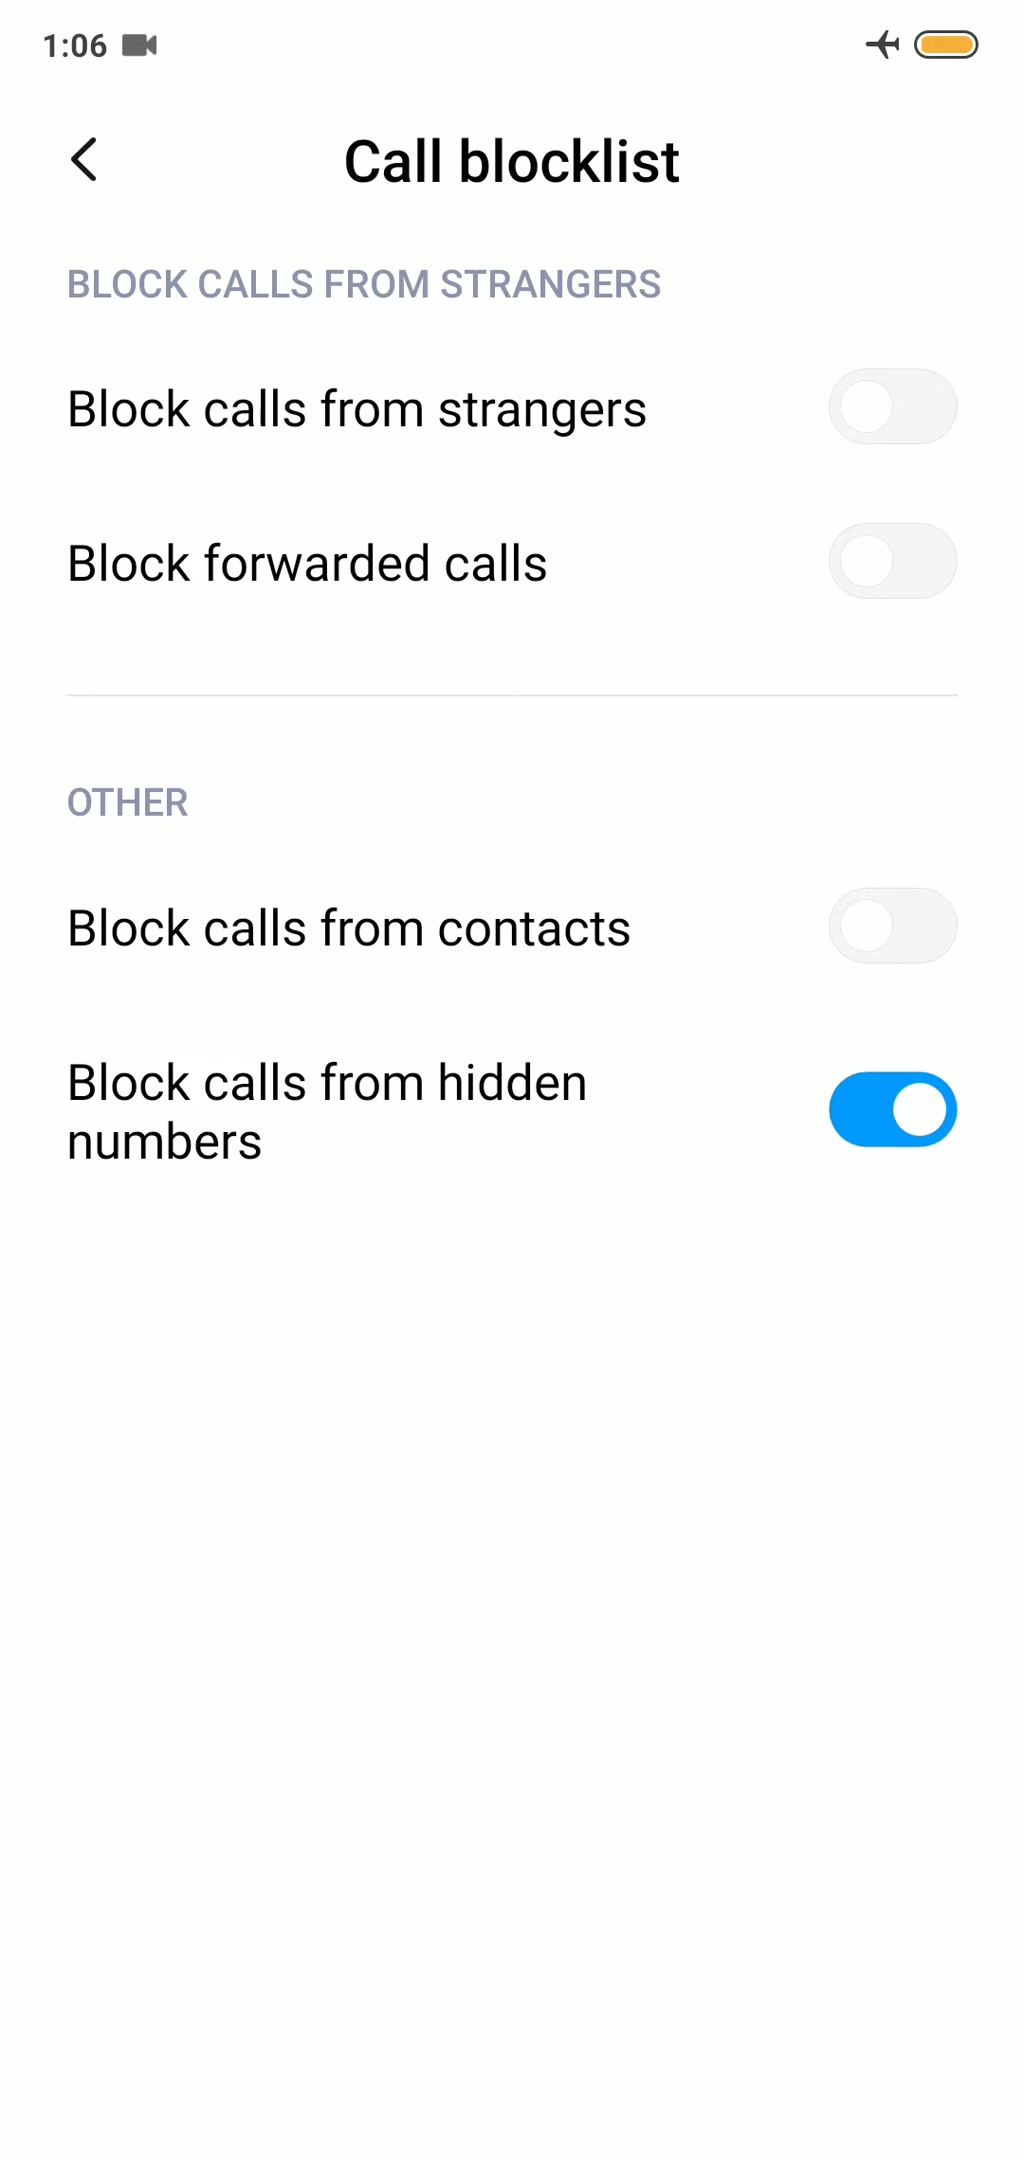 1:06
Call blocklist
BLOCK CALLS FROM STRANGERS
Block calls from strangers
Block forwarded calls
OTHER
Block calls from contacts
Block calls from hidden
numbers